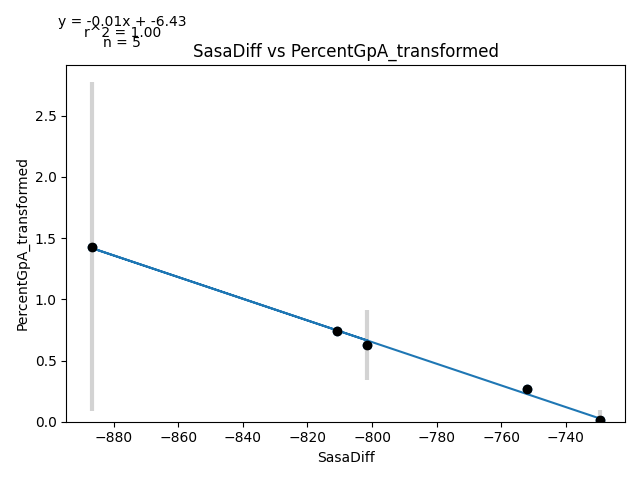 y = -0.01x + -6.43
r^2 = 1.00
n = 5
SasaDiff vs PercentGpA_transformed
PercentGpA_transformed
2.5
2.0
1.5
1.0
0.5
0.0
−880 −860 −840 −820 −800 −780 −760 −740
SasaDiff